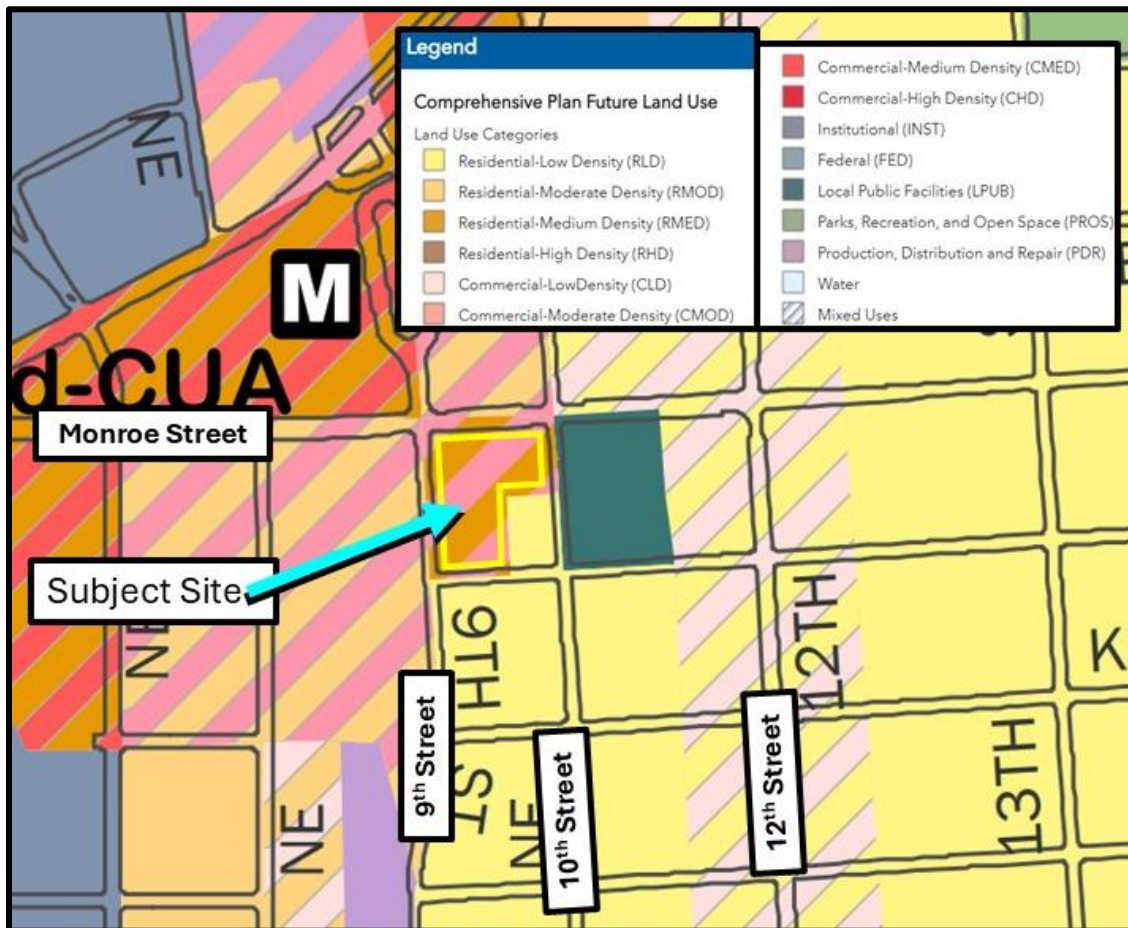 NE
Legend
Comprehensive Plan Future Land Use
Land Use Categories
Residential-Low Density (RLD)
Residential-Moderate Density (RMOD)
Residential-Medium Density (RMED)
Residential-High Density (RHD)
Commercial-LowDensity (CLD)
Commercial-Moderate Density (CMOD)
Commercial-Medium Density (CMED)
Commercial-High Density (CHD)
Institutional (INST)
Federal (FED)
Local Public Facilities (LPUB)
Parks, Recreation, and Open Space (PROS)
Production, Distribution and Repair (PDR)
Water
Mixed Uses
M
d-CUA
Monroe Street
Subject Site
9TH
ST
NE
12TH
K
9th Street
10th Street
12th Street
13TH
NE